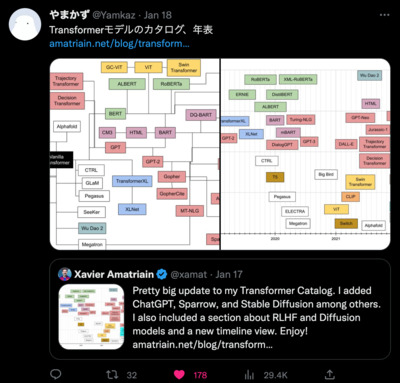 やまかず @Yamkaz · Jan 18
Transformerモデルのカタログ、年表
amatriain.net/blog/transform…
GC-ViT
ViT
Swin
Transformer
Trajectory
Transformer
ALBERT
RoBERTa
Decision
Transformer
BERT
DQ-BART
Alphafold
CM3
HTML
BART
GPT
GPT-2
CTRL
TransformerXL
Gopher
GLaM
Pegasus
GopherCite
SeeKer
XLNet
MT-NLG
Wu Dao 2
Megatron
RoBERTa
XML-RoBERTa
Wu Dao 2
ERNIE
DistilBERT
ALBERT
HTML
BART
Turing-NLG
GPT-Neo
GPT-2
XLNet
mBART
Jurassic-1
DialogGPT
GPT-3
DALL-E
Trajectory
Transformer
CTRL
Decision
Transformer
T5
Big Bird
Swin
Transformer
Pegasus
CLIP
ELECTRA
ViT
Megatron
Switch
Alphafold
2020
2021
Xavier Amatriain @xamat · Jan 17
Pretty big update to my Transformer Catalog. I added
ChatGPT, Sparrow, and Stable Diffusion among others.
I also included a section about RLHF and Diffusion
models and a new timeline view. Enjoy!
amatriain.net/blog/transform…
32
178
29.4K